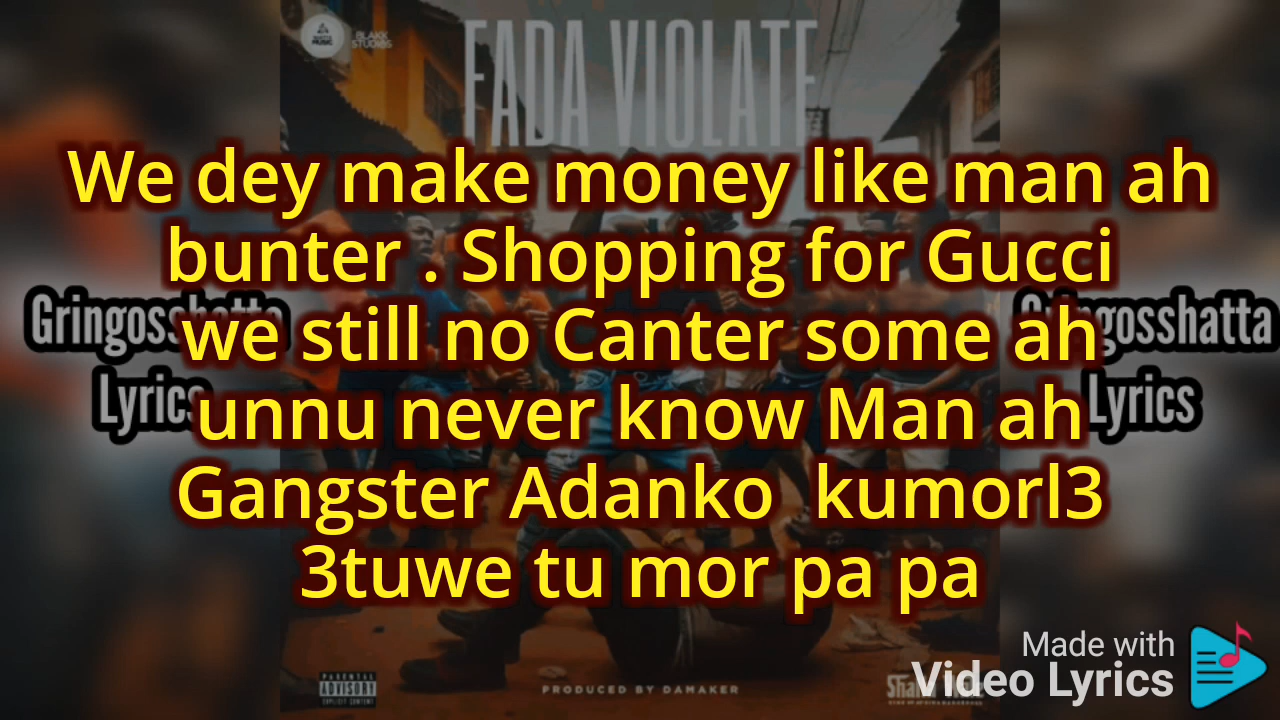 BLAKK
STUDIOS
FADA VIOLATE
We dey make money like man ah
bunter . Shopping for Gucci
we still no Canter some ah
unnu never know Man ah
Gangster Adanko kumorl3
3tuwe tu mor pa pa
Gringosshatta
Lyrics
Gringosshatta
Lyrics
PARENTAL
ADVISORY
EXPLICIT CONTENT
PRODUCED BY DAMAKER
Made with
Video Lyrics